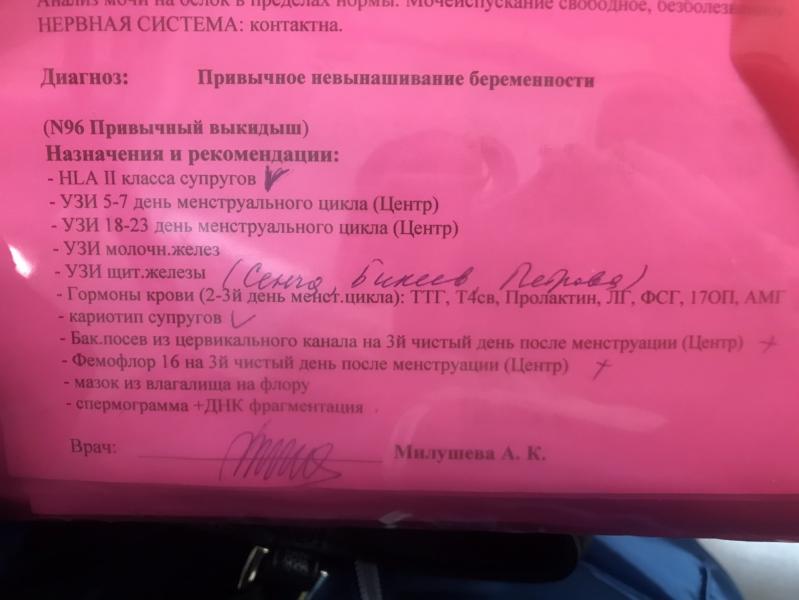 Анализ мочи на белок в пределах нормы. Мочеиспускание свободное, безболезненное
НЕРВНАЯ СИСТЕМА: контактна.
Диагноз: Привычное невынашивание беременности
(N96 Привычный выкидыш)
Назначения и рекомендации:
- HLA II класса супругов
- УЗИ 5-7 день менструального цикла (Центр)
- УЗИ 18-23 день менструального цикла (Центр)
- УЗИ молочн.желез
- УЗИ щит.железы (Сенча, Бикеев, Петрова)
- Гормоны крови (2-3й день менст.цикла): ТТГ, Т4св, Пролактин, ЛГ, ФСГ, 17ОП, АМГ
- кариотип супругов
- Бак.посев из цервикального канала на 3й чистый день после менструации (Центр) +
- Фемофлор 16 на 3й чистый день после менструации (Центр) +
- мазок из влагалища на флору
- спермограмма +ДНК фрагментация
Врач: Милушева А. К.